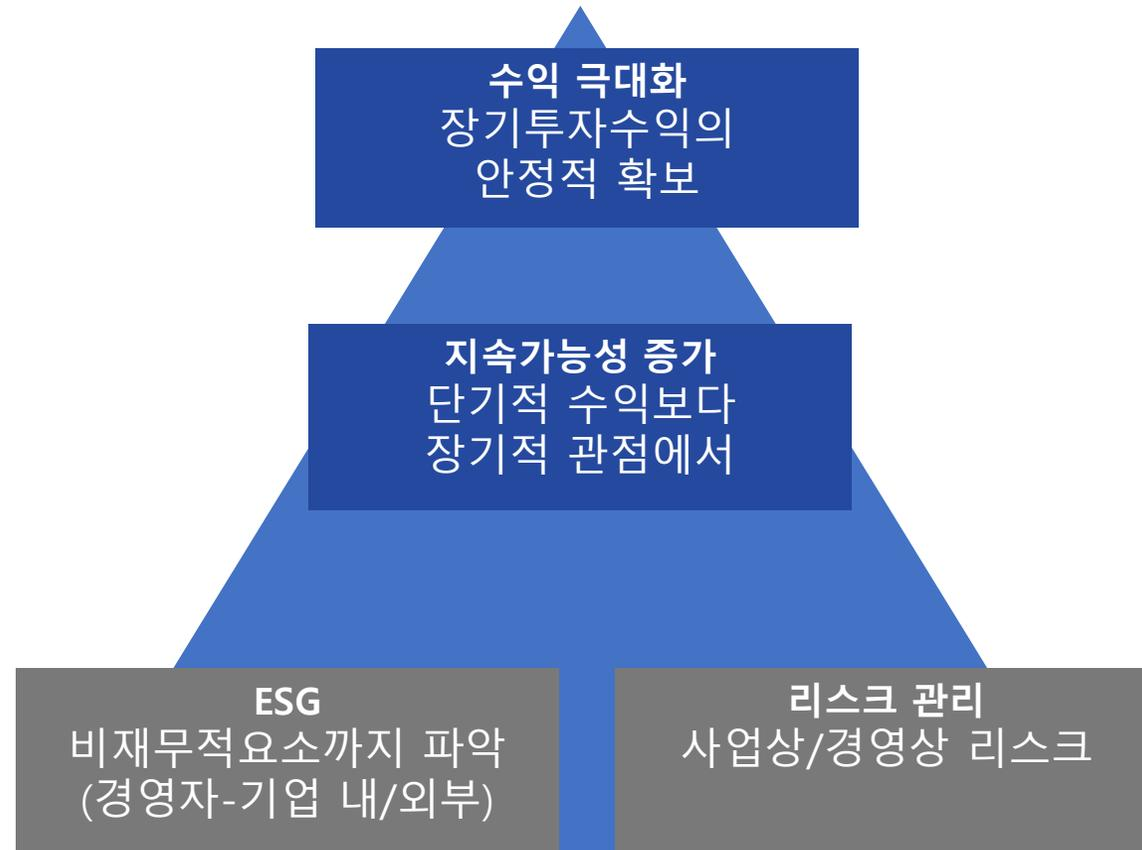 수익 극대화
장기투자수익의
안정적 확보
지속가능성 증가
단기적 수익보다
장기적 관점에서
ESG
비재무적요소까지 파악
(경영자-기업 내/외부)
리스크 관리
사업상/경영상 리스크